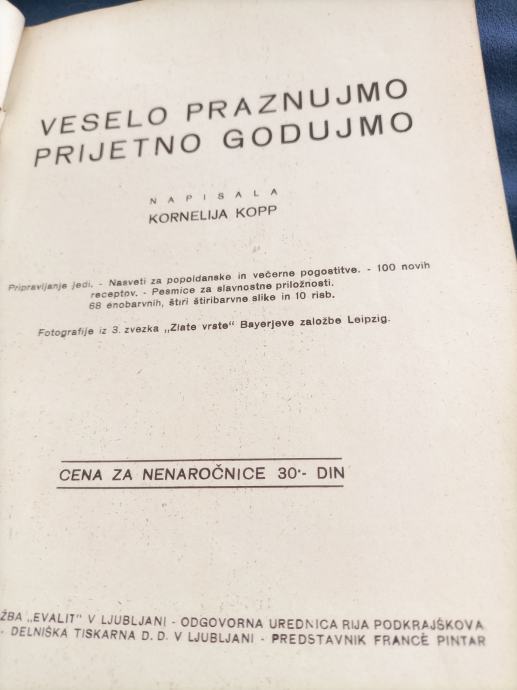 VESELO PRAZNUJMO
PRIJETNO GODUJMO
NAPISALA
KORNELIJA KOPP
Pripravljanje jedi. - Nasveti za popoldanske in večerne pogostitve. - 100 novih
receptov. - Pesmice za slavnostne priložnosti.
68 enobarvnih, štiri štiribarvne slike in 10 risb.
Fotografije iz 3. zvezka „Zlate vrste“ Bayerjeve založbe Leipzig.
CENA ZA NENAROČNICE 30·- DIN
ŽBA „EVALIT“ V LJUBLJANI - ODGOVORNA UREDNICA RIJA PODKRAJŠKOVA
- DELNIŠKA TISKARNA D. D. V LJUBLJANI - PREDSTAVNIK FRANCÈ PINTAR